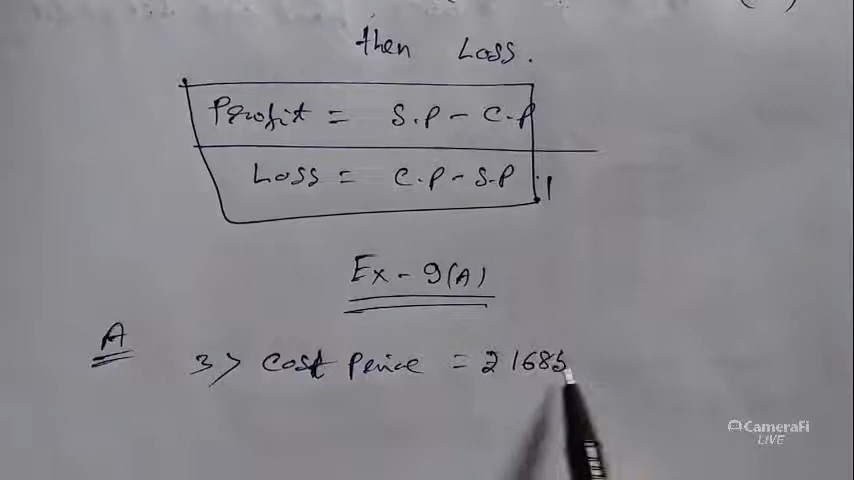 then Loss.
Profit = S.P - C.P
Loss = C.P - S.P
Ex - 9(A)
A
3> Cost Price = 21685
CameraFi
LIVE